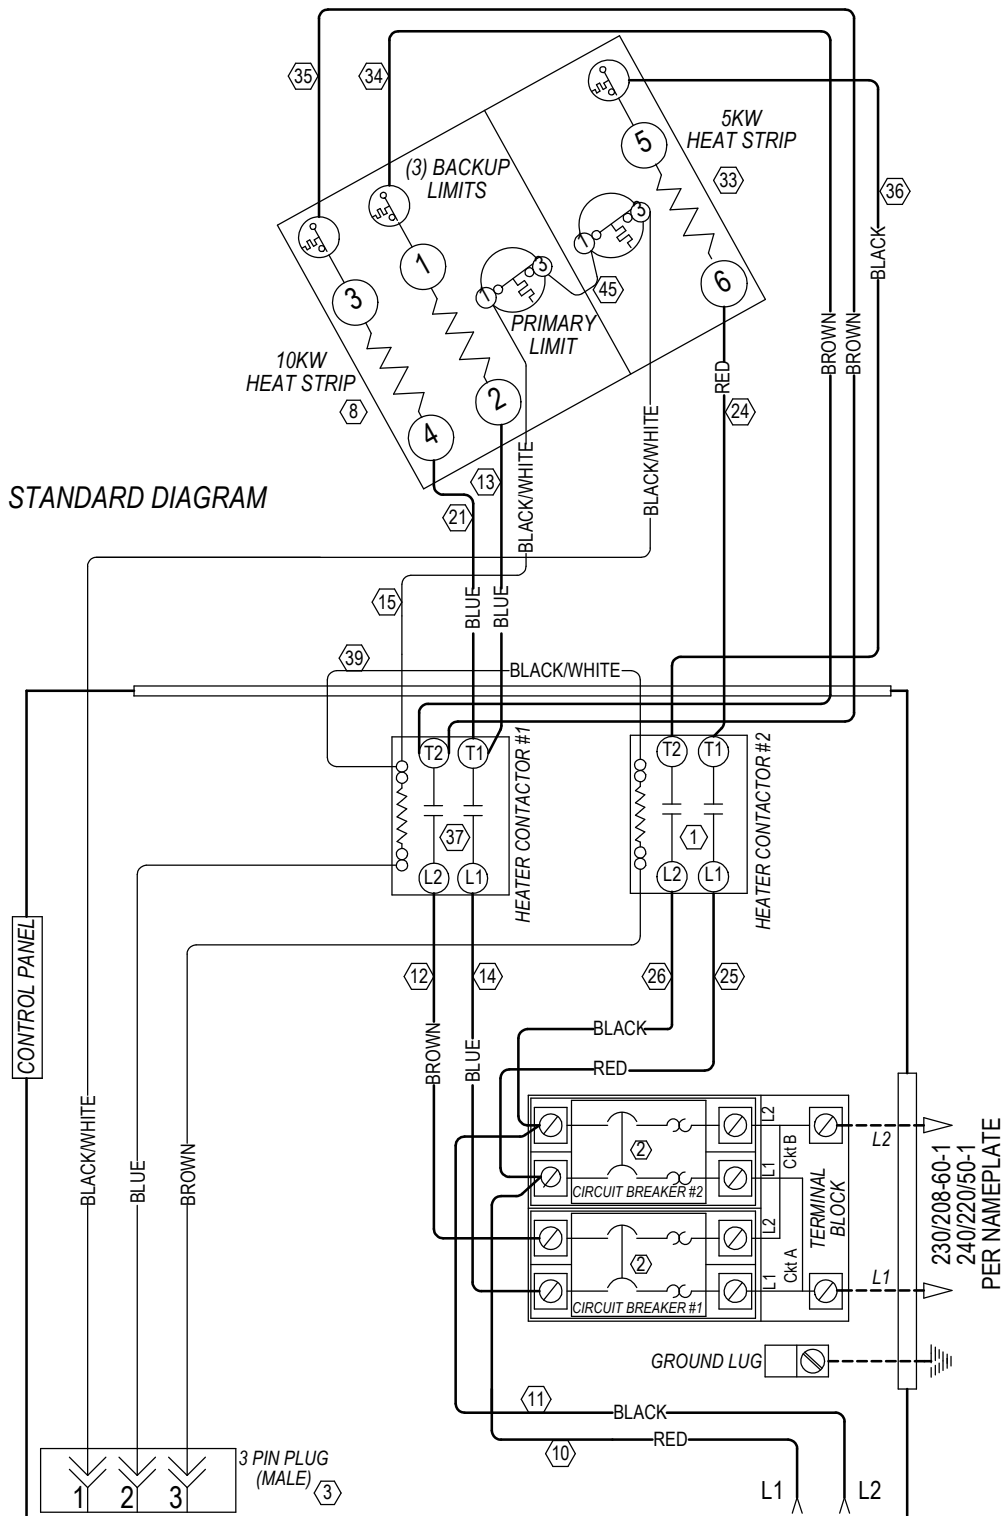 35
34
5KW
HEAT STRIP
33
36
(3) BACKUP
LIMITS
5
1
3
3
1
3
1
6
45
PRIMARY
LIMIT
BLACK
10KW
HEAT STRIP
8
2
4
RED
24
BROWN
BROWN
STANDARD DIAGRAM
13
21
BLACK/WHITE
BLACK/WHITE
15
BLUE
BLUE
39
BLACK/WHITE
T2
T1
37
L2
L1
HEATER CONTACTOR #1
T2
T1
1
L2
L1
HEATER CONTACTOR #2
CONTROL PANEL
12
14
26
25
BROWN
BLUE
BLACK
RED
BLACK/WHITE
BLUE
BROWN
2
CIRCUIT BREAKER #2
2
CIRCUIT BREAKER #1
L2
L1
Ckt B
L2
L1
Ckt A
TERMINAL
BLOCK
L2
L1
230/208-60-1
240/220/50-1
PER NAMEPLATE
GROUND LUG
11
BLACK
10
RED
3 PIN PLUG
(MALE)
3
1
2
3
L1
L2